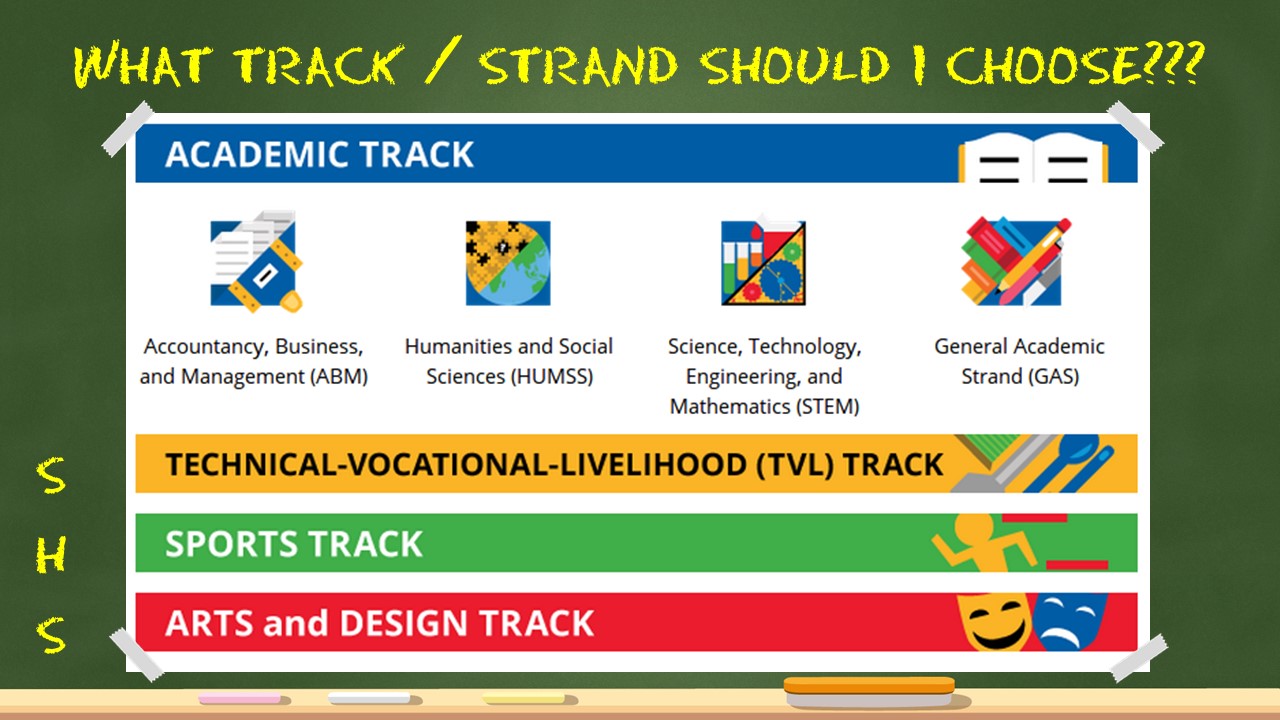 WHAT TRACK / STRAND SHOULD I CHOOSE???
ACADEMIC TRACK
Accountancy, Business,
and Management (ABM)
Humanities and Social
Sciences (HUMSS)
Science, Technology,
Engineering, and
Mathematics (STEM)
General Academic
Strand (GAS)
TECHNICAL-VOCATIONAL-LIVELIHOOD (TVL) TRACK
SPORTS TRACK
ARTS and DESIGN TRACK
S
H
S